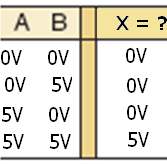 A B X = ?
0V 0V 0V
0V 5V 0V
5V 0V 0V
5V 5V 5V